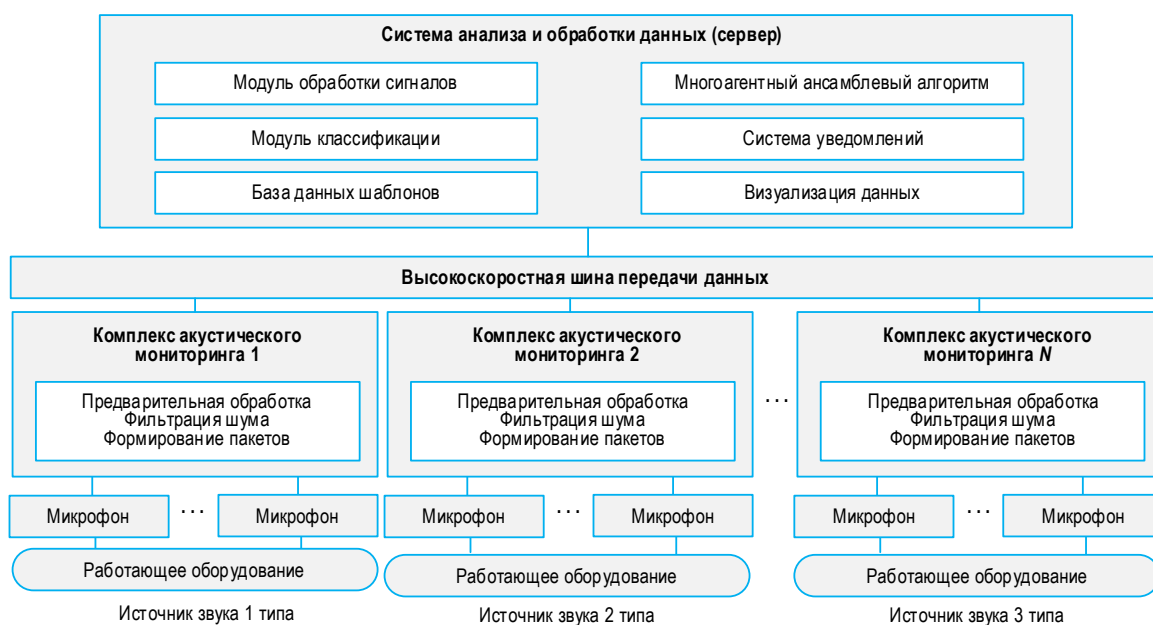 Система анализа и обработки данных (сервер)
Модуль обработки сигналов
Многоагентный ансамблевый алгоритм
Модуль классификации
Система уведомлений
База данных шаблонов
Визуализация данных
Высокоскоростная шина передачи данных
Комплекс акустического
мониторинга 1
Предварительная обработка
Фильтрация шума
Формирование пакетов
Комплекс акустического
мониторинга 2
Предварительная обработка
Фильтрация шума
Формирование пакетов
...
Комплекс акустического
мониторинга N
Предварительная обработка
Фильтрация шума
Формирование пакетов
Микрофон ... Микрофон
Микрофон ... Микрофон
Микрофон ... Микрофон
Работающее оборудование
Работающее оборудование
Работающее оборудование
Источник звука 1 типа
Источник звука 2 типа
Источник звука 3 типа